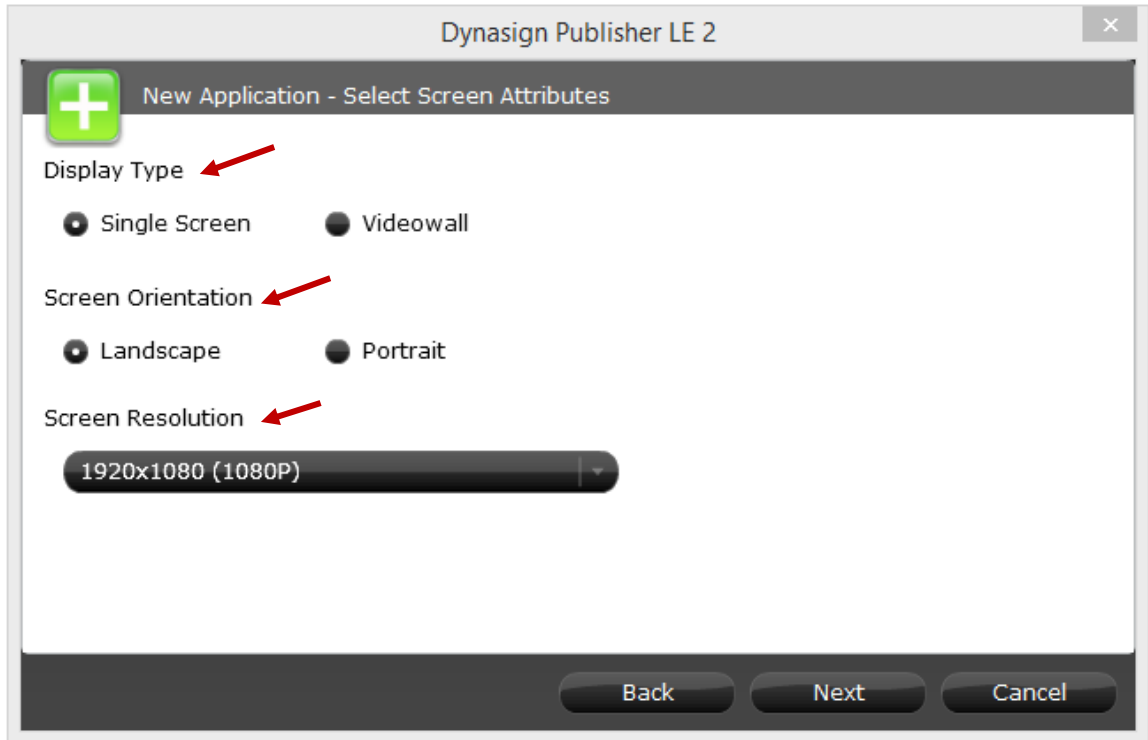 Dynasign Publisher LE 2
New Application - Select Screen Attributes
Display Type
Single Screen Videowall
Screen Orientation
Landscape Portrait
Screen Resolution
1920x1080 (1080P)
Back Next Cancel